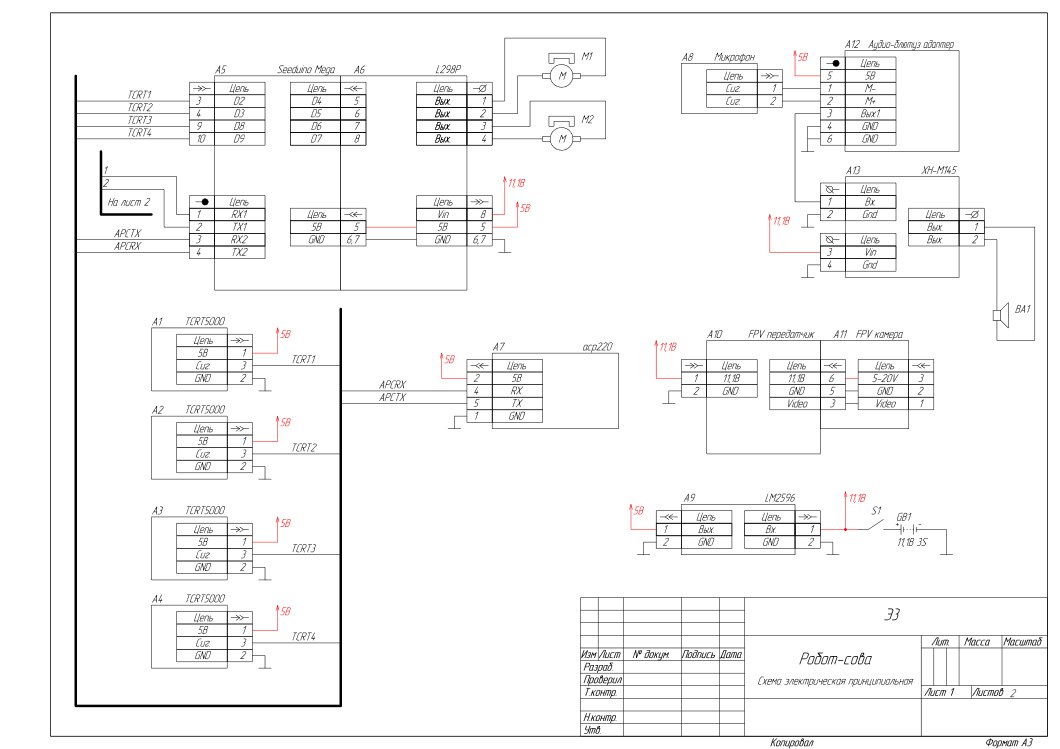 A5 Seeduino Mega A6 L298P
Цепь Цепь Цепь
3 D2 D4 5 Вых 1
4 D3 D5 6 Вых 2
9 D8 D6 7 Вых 3
10 D9 D7 8 Вых 4
TCRT1
TCRT2
TCRT3
TCRT4
M1
M
M2
M
1
2
На лист 2
APCTX
APCRX
Цепь Цепь Цепь
1 RX1 5В 5 Vin 8
2 TX1 GND 6,7 5В 5
3 RX2 GND 6,7
4 TX2
11,1В
5В
A8 Микрофон
Цепь
Сиг. 1
Сиг. 2
A12 Аудио-блютуз адаптер
5В
Цепь
5 5В
1 М-
2 М+
3 Вых1
4 GND
6 GND
A13 XH-M145
Цепь
1 Вх
2 Gnd
11,1В
Цепь
3 Vin
4 Gnd
Цепь
Вых 1
Вых 2
BA1
A1 TCRT5000
Цепь
5В 1
Сиг. 3
GND 2
5В
TCRT1
A2 TCRT5000
Цепь
5В 1
Сиг. 3
GND 2
5В
TCRT2
A3 TCRT5000
Цепь
5В 1
Сиг. 3
GND 2
5В
TCRT3
A4 TCRT5000
Цепь
5В 1
Сиг. 3
GND 2
5В
TCRT4
APCRX
APCTX
A7 acp220
5В
Цепь
2 5В
4 RX
5 TX
1 GND
A10 FPV передатчик A11 FPV камера
11,1В
Цепь Цепь Цепь
1 11,1В 11,1В 6 5-20V 3
2 GND GND 5 GND 2
Video 3 Video 1
A9 LM2596
5В
Цепь Цепь
1 Вых Вх 1
2 GND GND 2
11,1В
S1
GB1
+ -
11,1В 3S
ЭЗ
Робот-сова
Схема электрическая принципиальная
Лит. Масса Масштаб
Изм Лист № докум. Подпись Дата
Разраб.
Проверил
Т.контр.
Лист 1 Листов 2
Н.контр.
Утв.
Копировал Формат А3